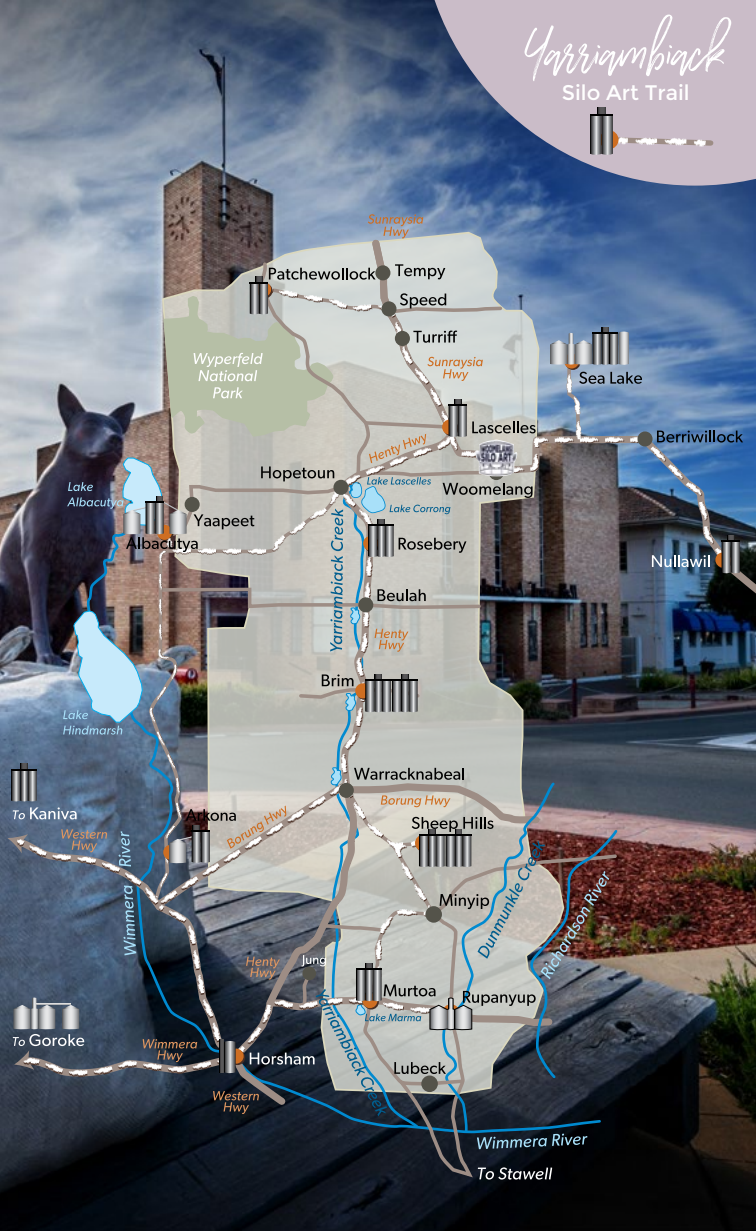 Yarriambiack
Silo Art Trail
Sunraysia
Hwy
Patchewollock
Tempy
Speed
Turriff
Wyperfeld
National
Park
Sunraysia
Hwy
Sea Lake
Lascelles
Berriwillock
Henty Hwy
WOOMELANG
SILO ART
Woomelang
Hopetoun
Lake Lascelles
Lake Corrong
Lake
Albacutya
Yaapeet
Albacutya
Yarriambiack Creek
Rosebery
Nullawil
Beulah
Henty
Hwy
Brim
Lake
Hindmarsh
Warracknabeal
Borung Hwy
To Kaniva
Arkona
Borung Hwy
Sheep Hills
Western
Hwy
Wimmera River
Minyip
Dunmunkle Creek
Richardson River
Henty
Hwy
Jung
Murtoa
Rupanyup
Lake Marma
Yarriambiack Creek
To Goroke
Wimmera
Hwy
Horsham
Lubeck
Western
Hwy
Wimmera River
To Stawell